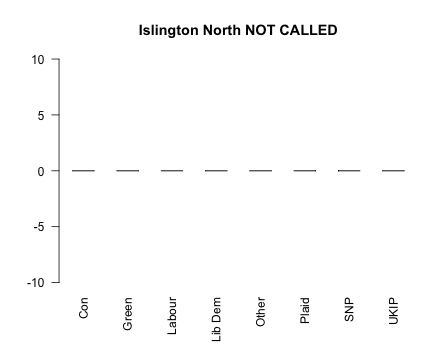 Islington North NOT CALLED
10
5
0
-5
-10
Con
Green
Labour
Lib Dem
Other
Plaid
SNP
UKIP